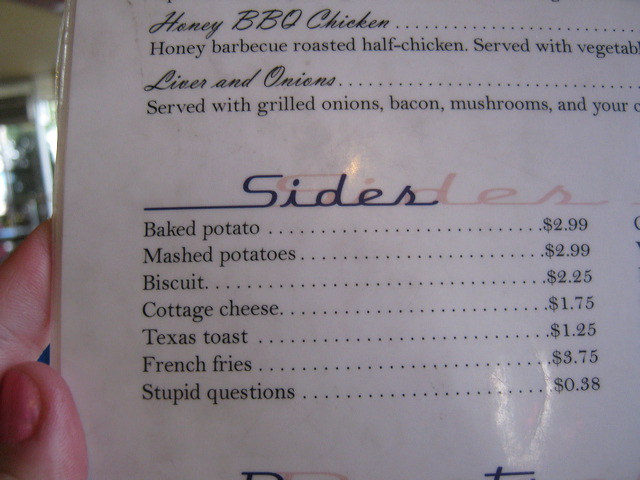 Honey BBQ Chicken
Honey barbecue roasted half-chicken. Served with
Liver and Onions
Served with grilled onions, bacon, mushrooms, and your
Sides
Baked potato $2.99
Mashed potatoes $2.99
Biscuit $2.25
Cottage cheese $1.75
Texas toast $1.25
French fries $3.75
Stupid questions $0.38